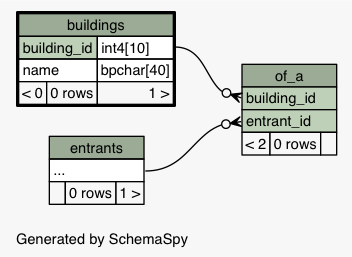 buildings
building_id int4[10]
name bpchar[40]
< 0 0 rows 1 >
of_a
building_id
entrant_id
< 2 0 rows
entrants
...
0 rows 1 >
Generated by SchemaSpy